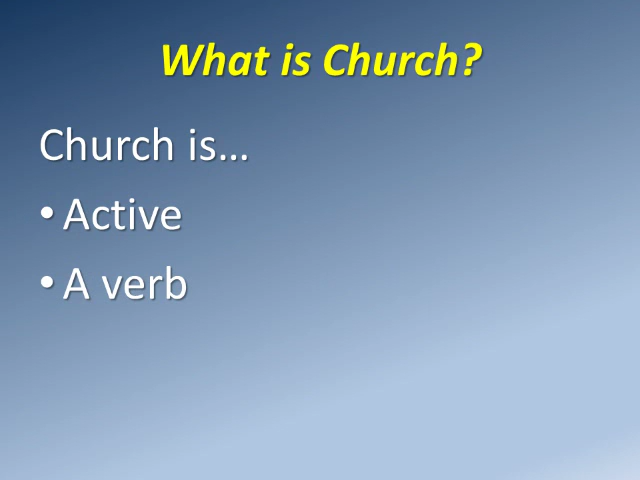 What is Church?
Church is…
• Active
• A verb